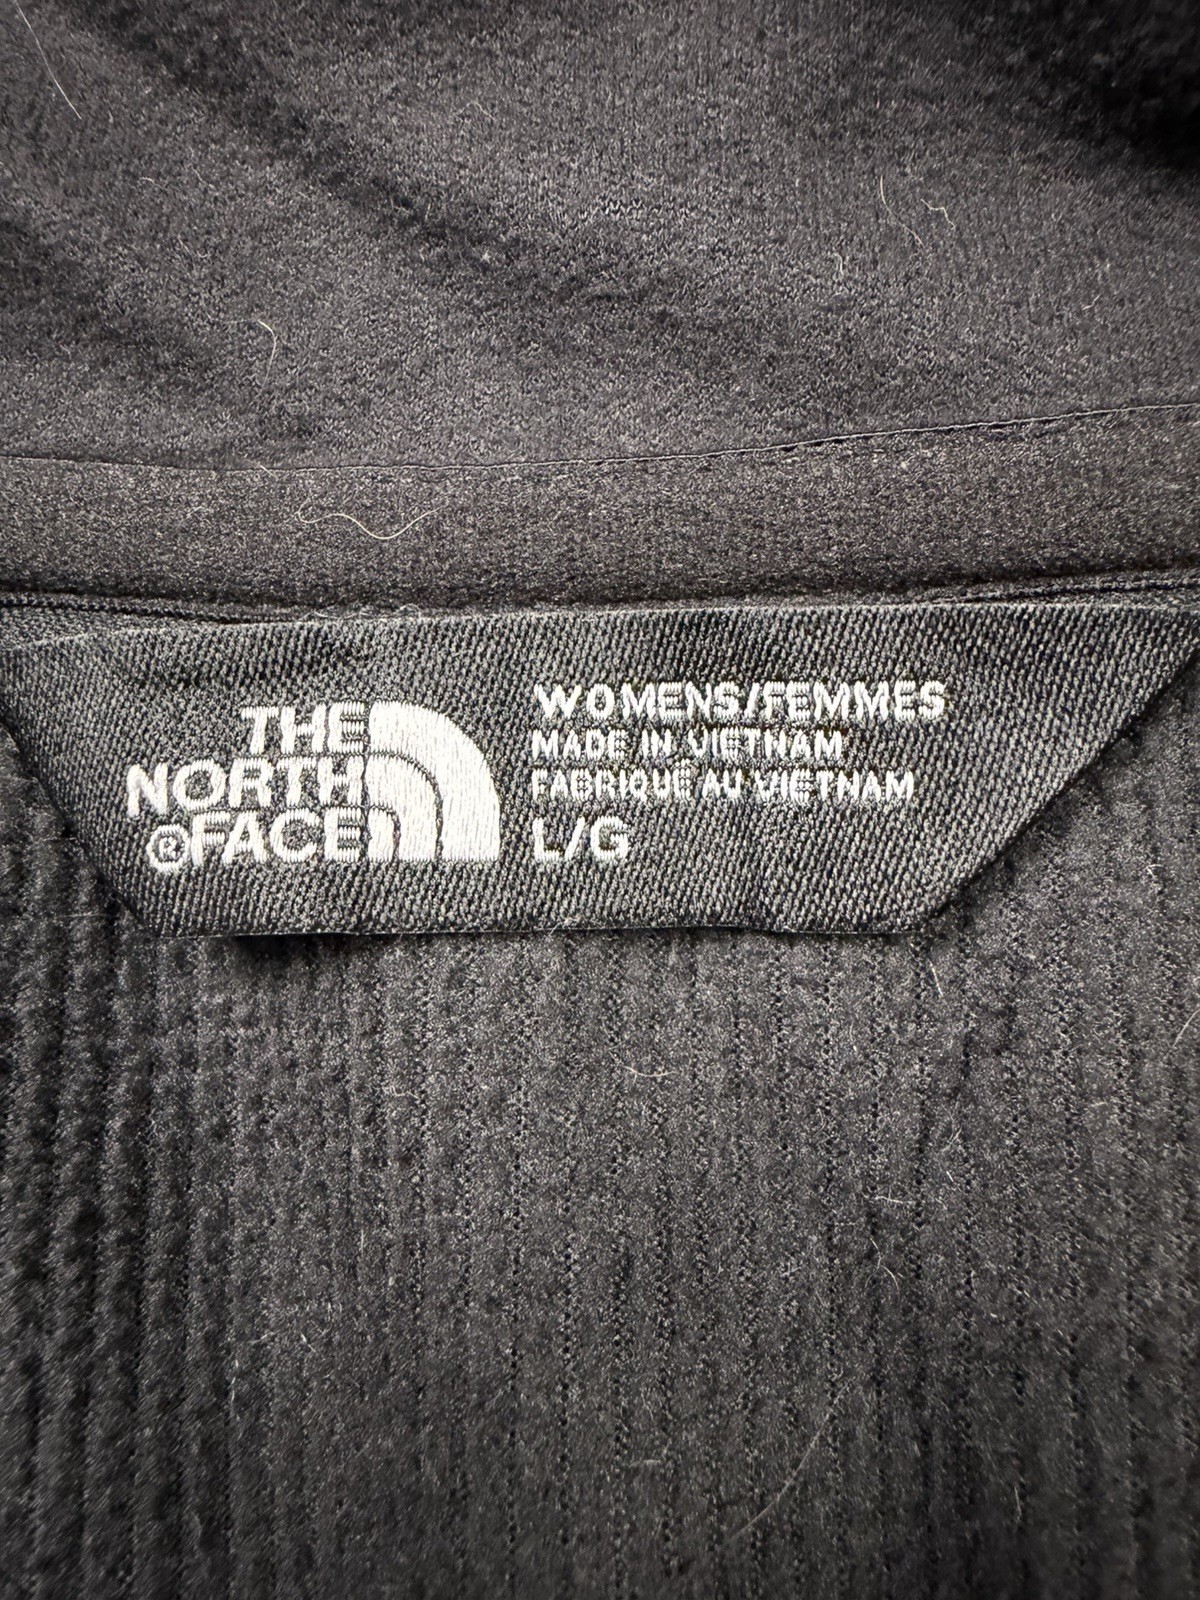 THE
NORTH
®FACE
WOMENS/FEMMES
MADE IN VIETNAM
FABRIQUÉ AU VIETNAM
L/G